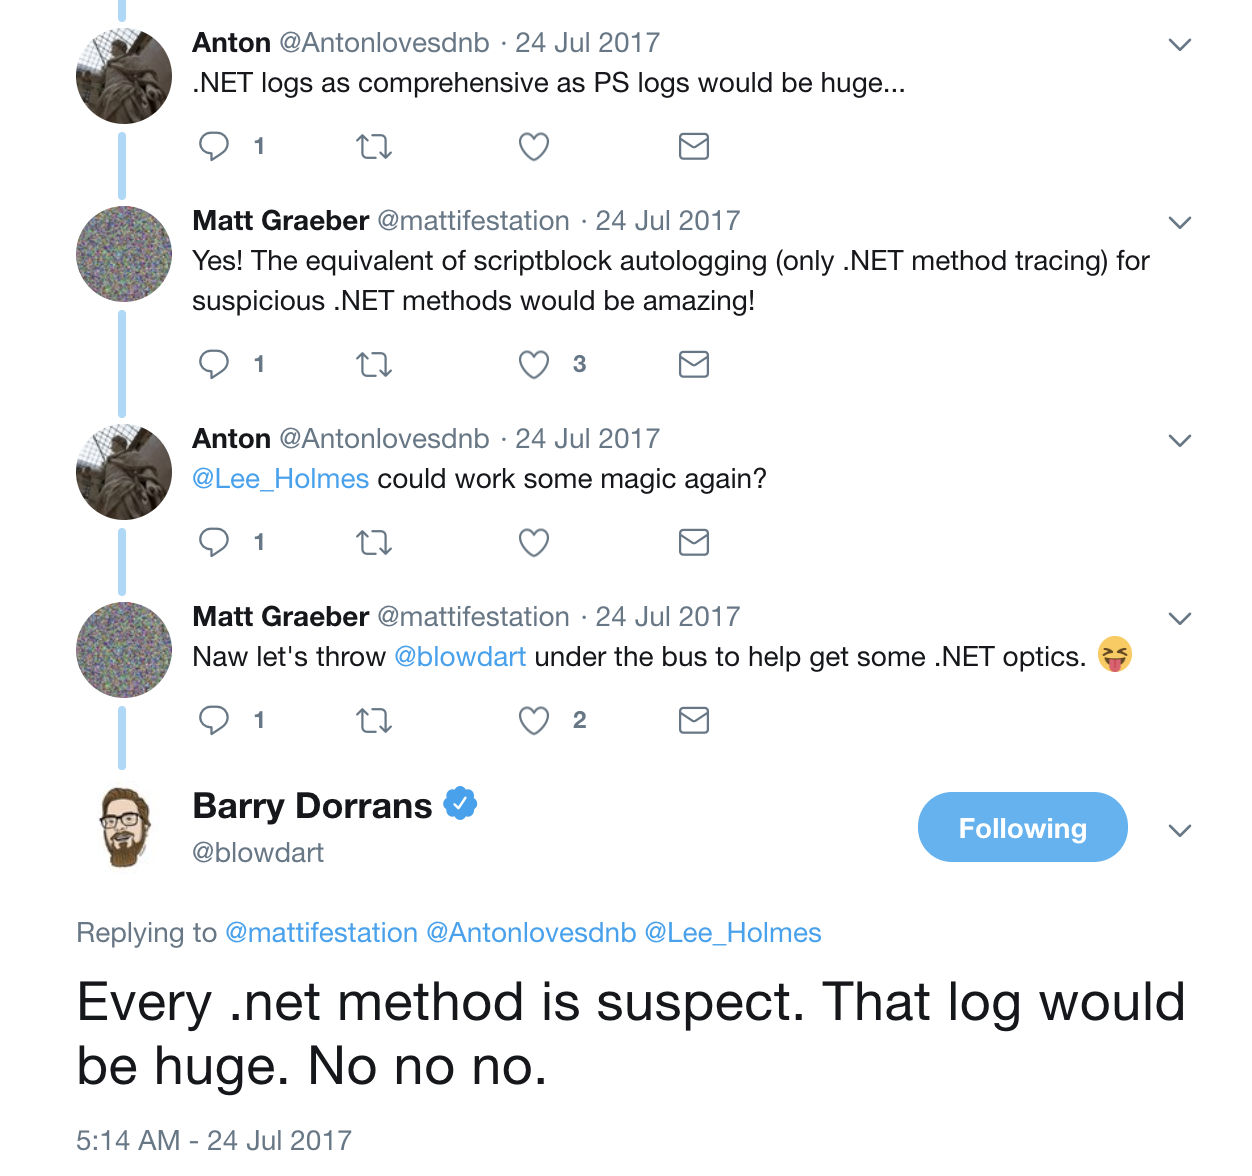 Anton @Antonlovesdnb · 24 Jul 2017
.NET logs as comprehensive as PS logs would be huge...
1
Matt Graeber @mattifestation · 24 Jul 2017
Yes! The equivalent of scriptblock autologging (only .NET method tracing) for
suspicious .NET methods would be amazing!
1 3
Anton @Antonlovesdnb · 24 Jul 2017
@Lee_Holmes could work some magic again?
1
Matt Graeber @mattifestation · 24 Jul 2017
Naw let's throw @blowdart under the bus to help get some .NET optics. 😝
1 2
Barry Dorrans
Following
@blowdart
Replying to @mattifestation @Antonlovesdnb @Lee_Holmes
Every .net method is suspect. That log would
be huge. No no no.
5:14 AM - 24 Jul 2017